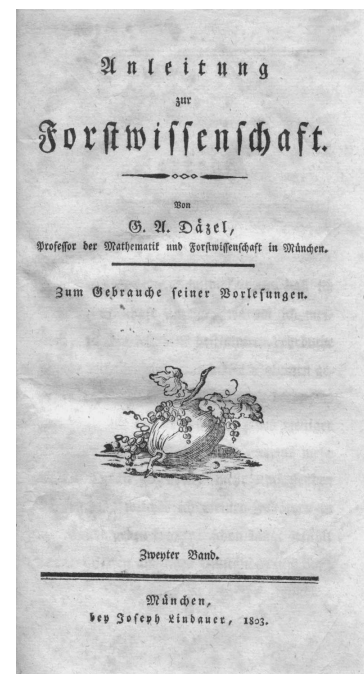 Anleitung
zur
Forstwissenschaft.
Von
G. A. Däzel,
Professor der Mathematik und Forstwissenschaft in München.
Zum Gebrauche seiner Vorlesungen.
Zweyter Band.
München,
bey Joseph Lindauer, 1803.